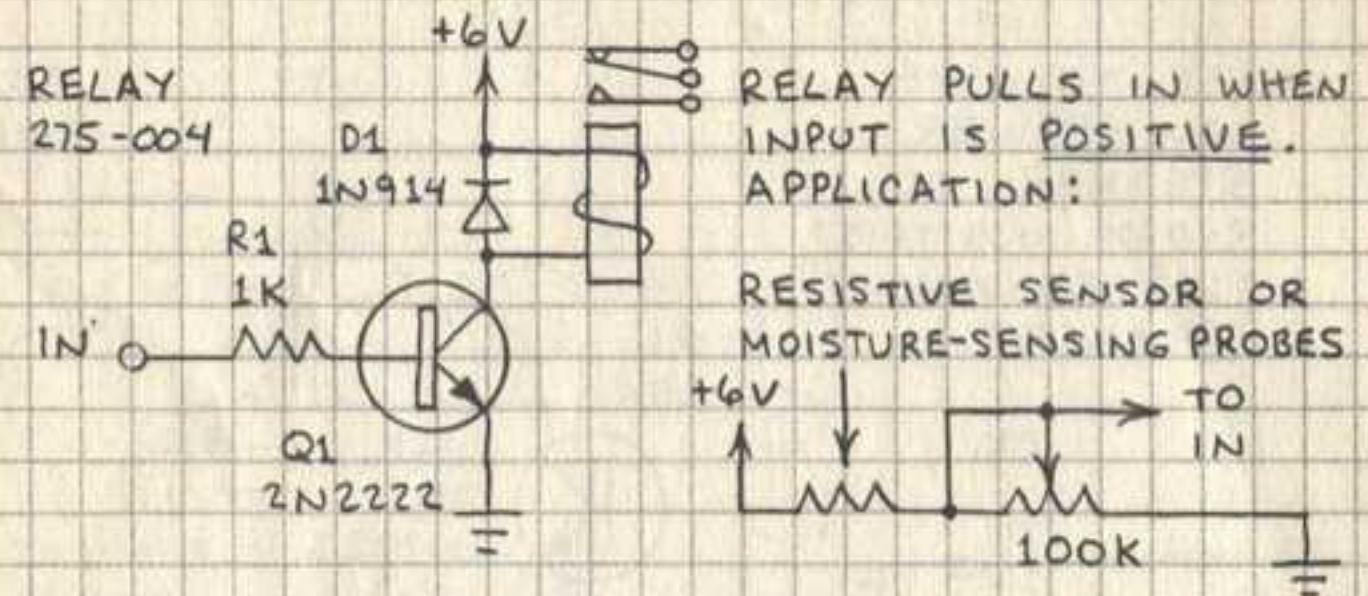 +6V
RELAY
275-004
D1
1N914
R1
1K
IN
Q1
2N2222
RELAY PULLS IN WHEN
INPUT IS POSITIVE.
APPLICATION:
RESISTIVE SENSOR OR
MOISTURE-SENSING PROBES
+6V
TO
IN
100K